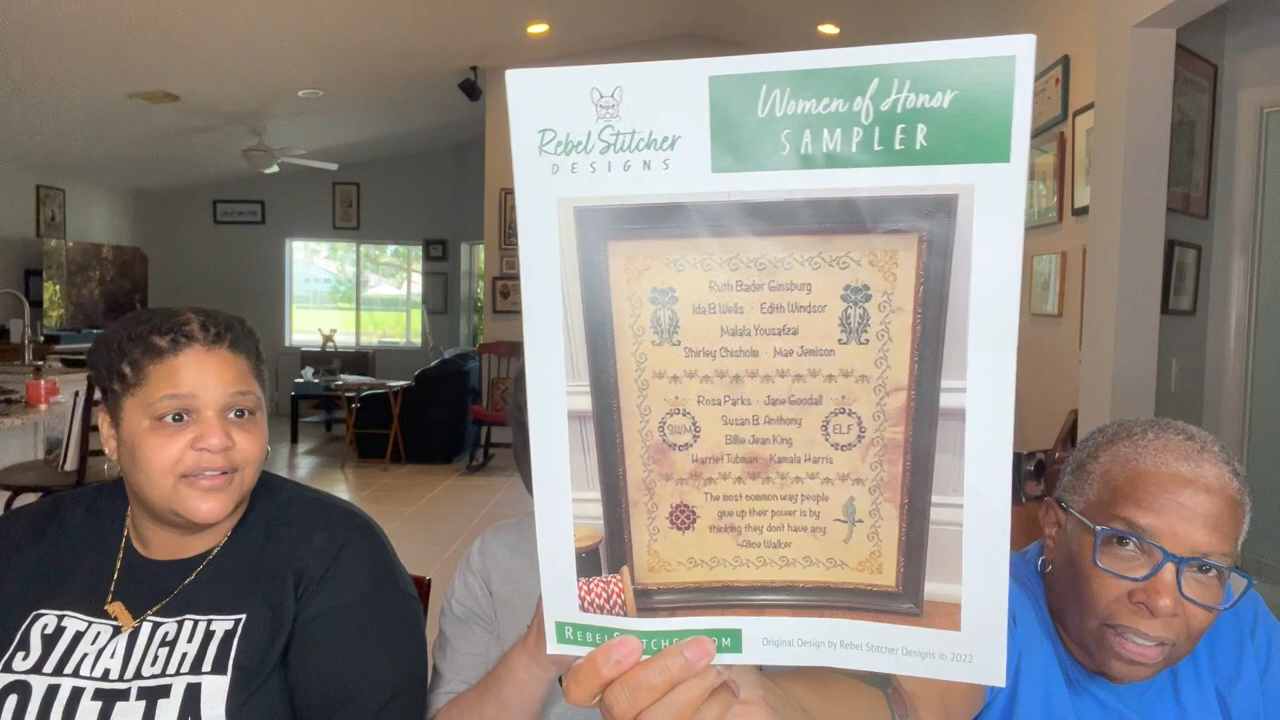 Rebel Stitcher
DESIGNS
Women of Honor
SAMPLER
Ruth Bader Ginsburg
Ida B Wells · Edith Windsor
Malala Yousafzai
Shirley Chisholm · Mae Jemison
Rosa Parks · Jane Goodall
Susan B. Anthony
Billie Jean King
Harriet Tubman · Kamala Harris
SWM
ELF
The most common way people
give up their power is by
thinking they don't have any
-Alice Walker
Original Design by Rebel Stitcher Designs © 2022
STRAIGHT
OUTTA